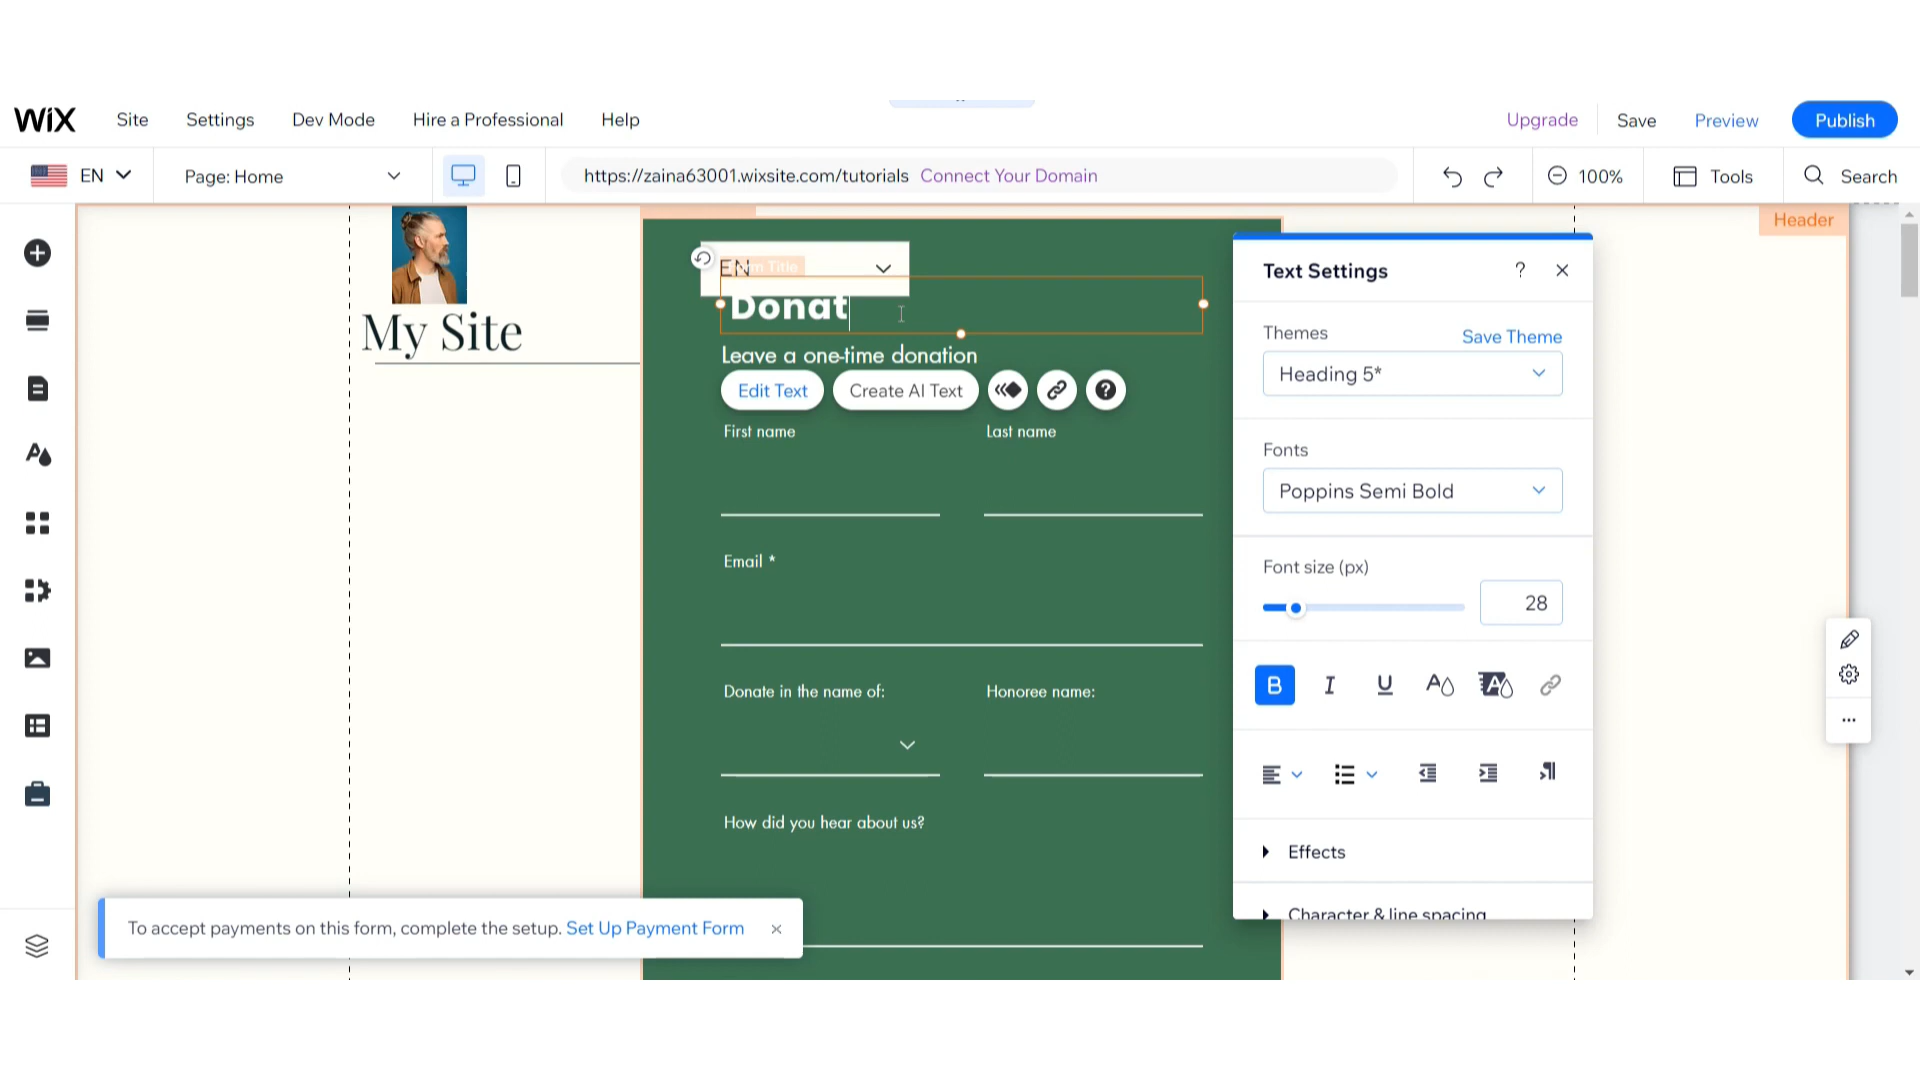 WiX
Site
Settings
Dev Mode
Hire a Professional
Help
Upgrade
Save
Preview
Publish
EN
Page: Home
https://zaina63001.wixsite.com/tutorials
Connect Your Domain
100%
Tools
Search
Header
My Site
EN
Title
Donat
Leave a one-time donation
Edit Text
Create AI Text
First name
Last name
Email *
Donate in the name of:
Honoree name:
How did you hear about us?
Text Settings
?
Themes
Save Theme
Heading 5*
Fonts
Poppins Semi Bold
Font size (px)
28
B
I
U
Effects
Character & line spacing
To accept payments on this form, complete the setup. Set Up Payment Form